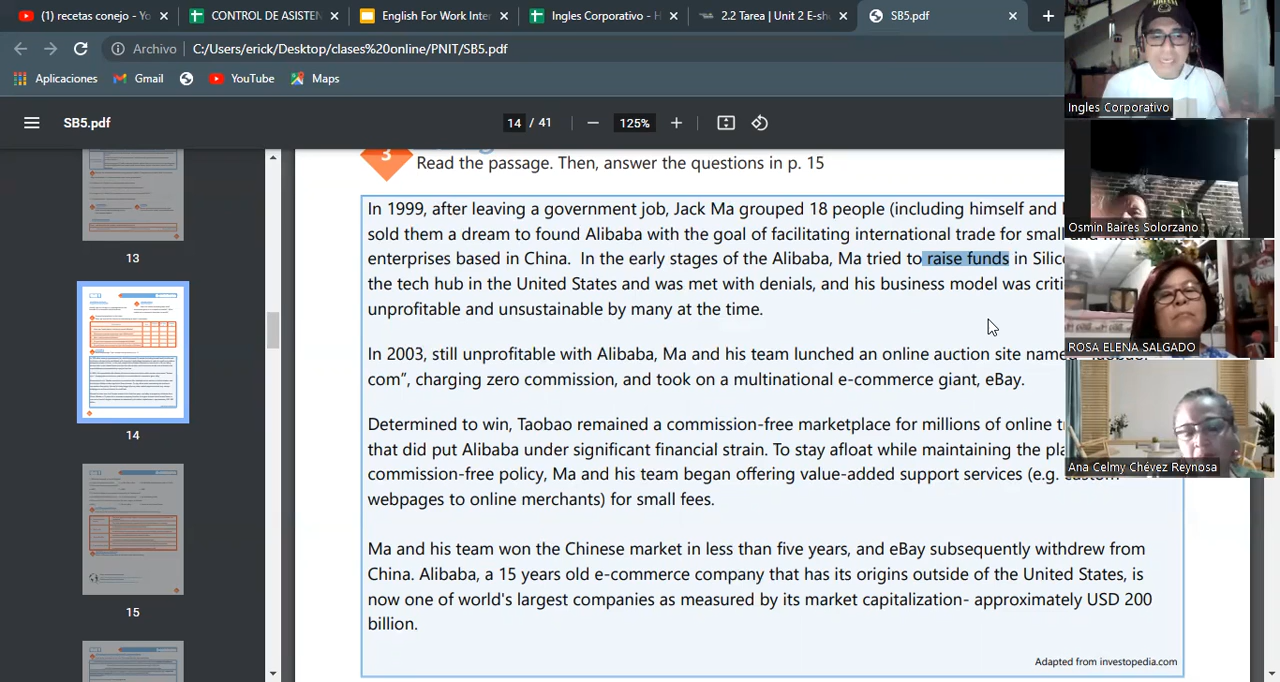 (1) recetas conejo - Yo
CONTROL DE ASISTEN
English For Work Inter
Ingles Corporativo - H
2.2 Tarea | Unit 2 E-sh
SB5.pdf
Archivo C:/Users/erick/Desktop/clases%20online/PNIT/SB5.pdf
Aplicaciones Gmail YouTube Maps
SB5.pdf 14 / 41 125%
13
14
15
3
Read the passage. Then, answer the questions in p. 15
In 1999, after leaving a government job, Jack Ma grouped 18 people (including himself and
sold them a dream to found Alibaba with the goal of facilitating international trade for small
enterprises based in China. In the early stages of the Alibaba, Ma tried to raise funds in
the tech hub in the United States and was met with denials, and his business model was
unprofitable and unsustainable by many at the time.
In 2003, still unprofitable with Alibaba, Ma and his team lunched an online auction site
com”, charging zero commission, and took on a multinational e-commerce giant, eBay.
Determined to win, Taobao remained a commission-free marketplace for millions of online
that did put Alibaba under significant financial strain. To stay afloat while maintaining the
commission-free policy, Ma and his team began offering value-added support services (e.g.
webpages to online merchants) for small fees.
Ma and his team won the Chinese market in less than five years, and eBay subsequently withdrew from
China. Alibaba, a 15 years old e-commerce company that has its origins outside of the United States, is
now one of world's largest companies as measured by its market capitalization- approximately USD 200
billion.
Adapted from investopedia.com
Ingles Corporativo
Osmin Baires Solorzano
ROSA ELENA SALGADO
Ana Celmy Chévez Reynosa